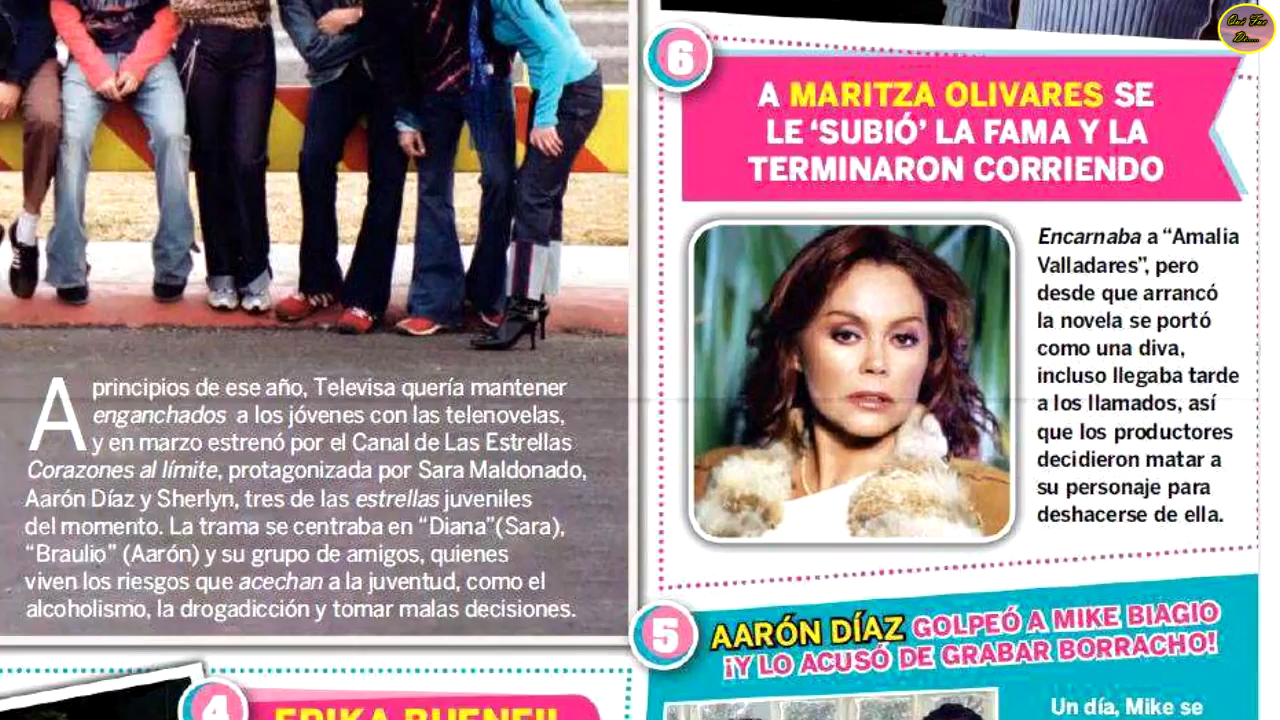 Qué Fue
De....
6
A MARITZA OLIVARES SE
LE ‘SUBIÓ’ LA FAMA Y LA
TERMINARON CORRIENDO
Encarnaba a “Amalia
Valladares”, pero
desde que arrancó
la novela se portó
como una diva,
incluso llegaba tarde
a los llamados, así
que los productores
decidieron matar a
su personaje para
deshacerse de ella.
A principios de ese año, Televisa quería mantener
enganchados a los jóvenes con las telenovelas,
y en marzo estrenó por el Canal de Las Estrellas
Corazones al límite, protagonizada por Sara Maldonado,
Aarón Díaz y Sherlyn, tres de las estrellas juveniles
del momento. La trama se centraba en “Diana”(Sara),
“Braulio” (Aarón) y su grupo de amigos, quienes
viven los riesgos que acechan a la juventud, como el
alcoholismo, la drogadicción y tomar malas decisiones.
5
AARÓN DÍAZ GOLPEÓ A MIKE BIAGIO
¡Y LO ACUSÓ DE GRABAR BORRACHO!
Un día, Mike se
4
ERIKA BUENFIL